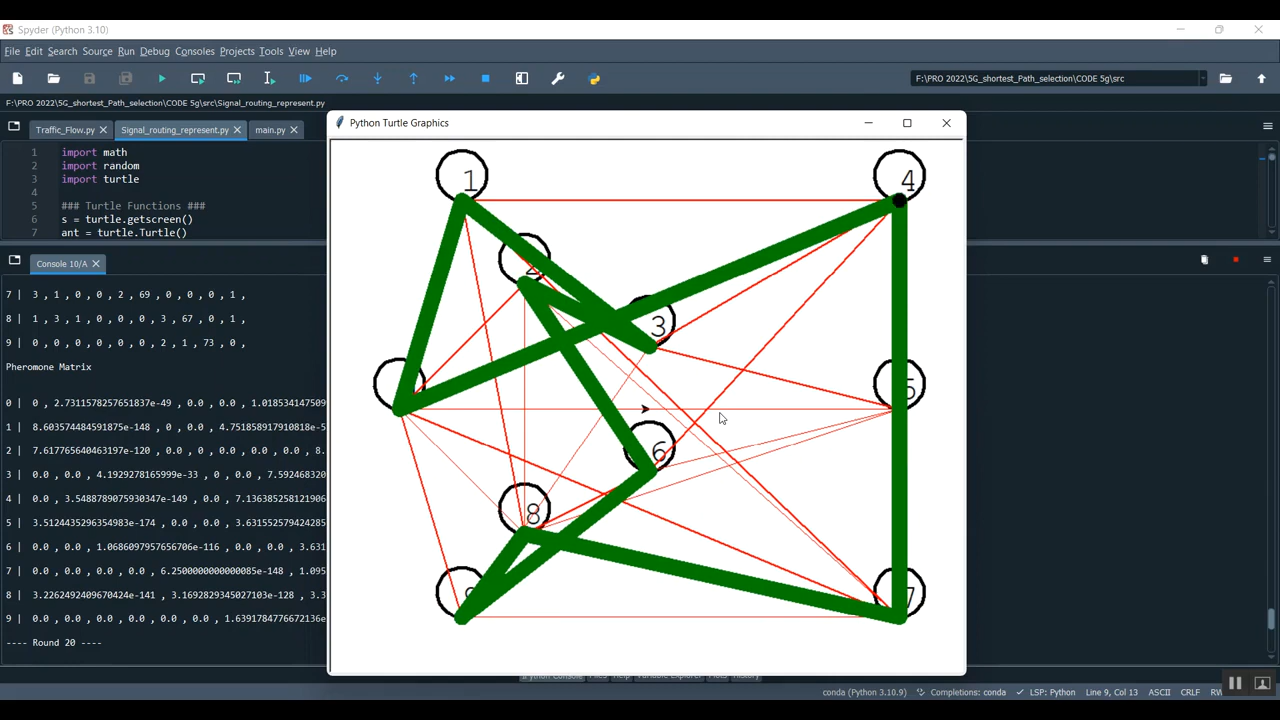 Spyder (Python 3.10)
File Edit Search Source Run Debug Consoles Projects Tools View Help
F:\PRO 2022\5G_shortest_Path_selection\CODE 5g\src
F:\PRO 2022\5G_shortest_Path_selection\CODE 5g\src\Signal_routing_represent.py
Traffic_Flow.py Signal_routing_represent.py main.py
Python Turtle Graphics
1 import math
2 import random
3 import turtle
4
5 ### Turtle Functions ###
6 s = turtle.getscreen()
7 ant = turtle.Turtle()
Console 10/A
7 | 3 , 1 , 0 , 0 , 2 , 69 , 0 , 0 , 0 , 1 ,
8 | 1 , 3 , 1 , 0 , 0 , 0 , 3 , 67 , 0 , 1 ,
9 | 0 , 0 , 0 , 0 , 0 , 0 , 2 , 1 , 73 , 0 ,
Pheromone Matrix
0 | 0 , 2.7311578257651837e-49 , 0.0 , 0.0 , 1.018534147509
1 | 8.603574484591875e-148 , 0 , 0.0 , 4.751858917910818e-5
2 | 7.617765640463197e-120 , 0.0 , 0 , 0.0 , 0.0 , 0.0 , 8.
3 | 0.0 , 0.0 , 4.1929278165999e-33 , 0 , 0.0 , 7.59246832
4 | 0.0 , 3.5488789075930347e-149 , 0.0 , 7.136385258121906
5 | 3.5124435296354983e-174 , 0.0 , 0.0 , 3.631552579424285
6 | 0.0 , 0.0 , 1.0686097957656706e-116 , 0.0 , 0.0 , 3.631
7 | 0.0 , 0.0 , 0.0 , 0.0 , 6.2500000000000085e-148 , 1.095
8 | 3.2262492409670424e-141 , 3.1692827345027103e-128 , 3.3
9 | 0.0 , 0.0 , 0.0 , 0.0 , 0.0 , 0.0 , 1.6391784776672136e
---- Round 20 ----
1
4
2
3
5
6
8
9
7
IPython Console Files Help Variable Explorer Plots History
conda (Python 3.10.9) Completions: conda LSP: Python Line 9, Col 13 ASCII CRLF RW